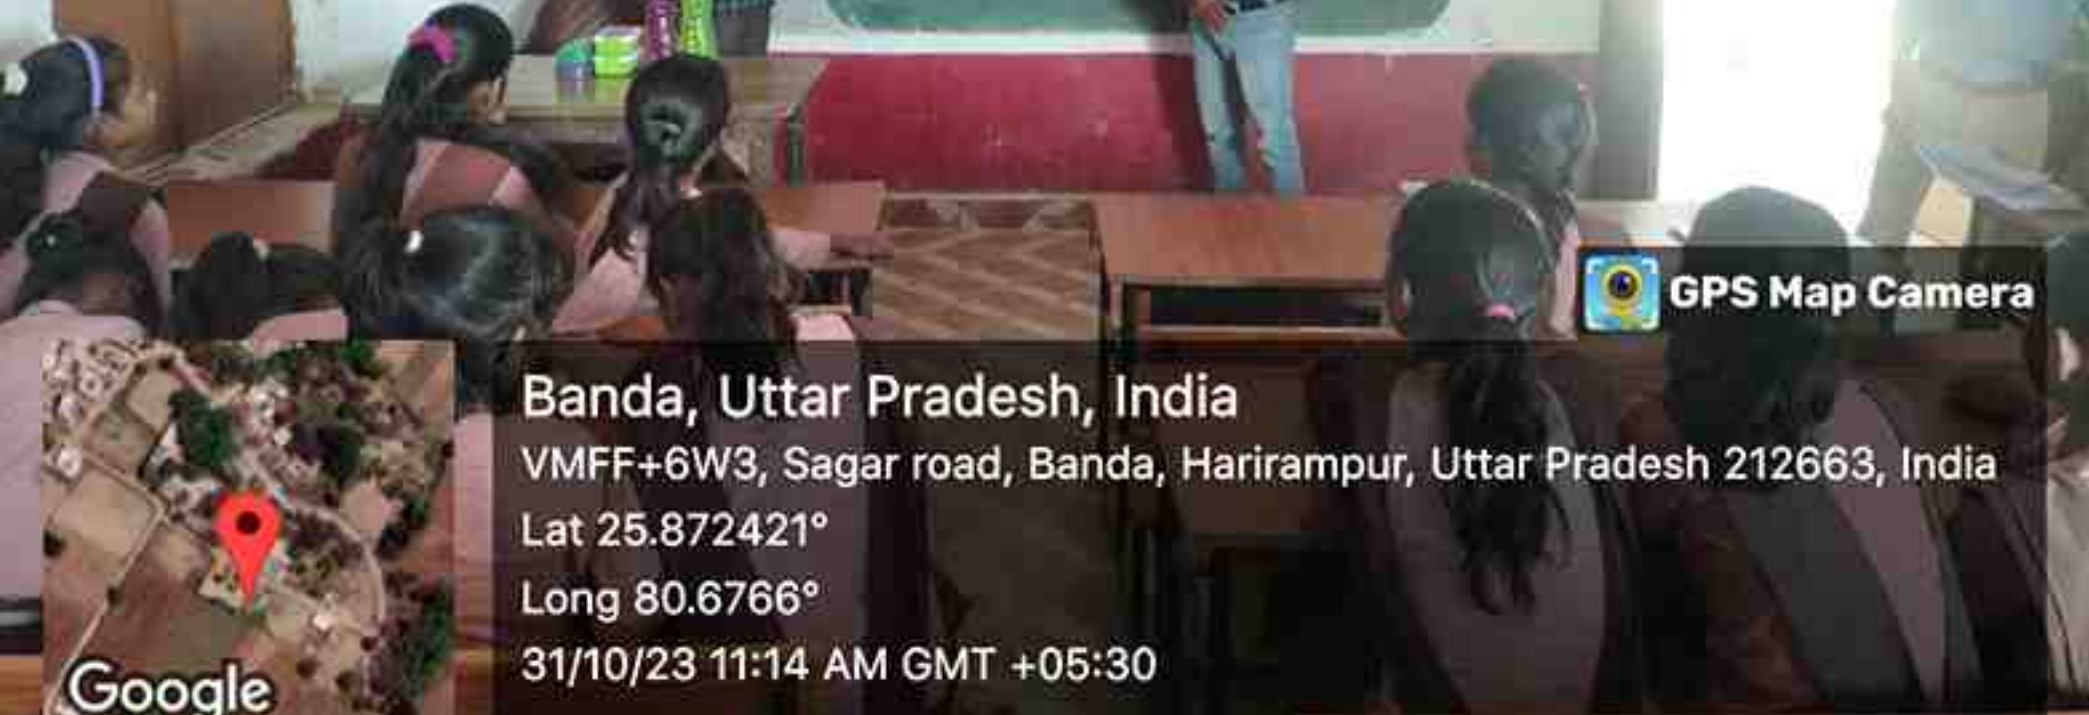 GPS Map Camera
Banda, Uttar Pradesh, India
VMFF+6W3, Sagar road, Banda, Harirampur, Uttar Pradesh 212663, India
Lat 25.872421°
Long 80.6766°
31/10/23 11:14 AM GMT +05:30
Google